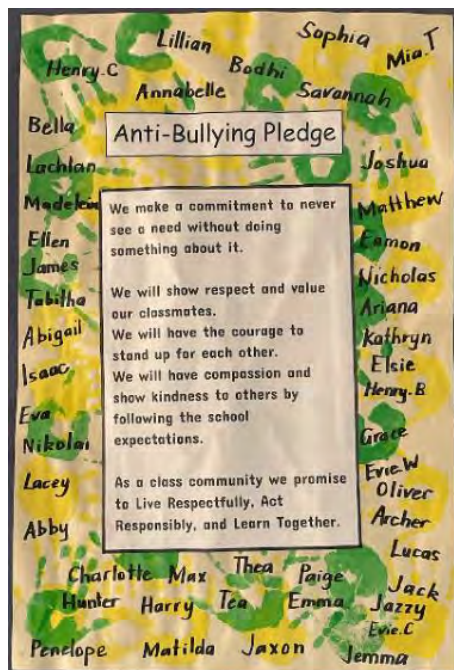 Sophia
Lillian
Mia.T
Henry.C
Bodhi
Annabelle
Savannah
Bella
Anti-Bullying Pledge
Lachlan
Joshua
Madeleine
We make a commitment to never
see a need without doing
something about it.
We will show respect and value
our classmates.
We will have the courage to
stand up for each other.
We will have compassion and
show kindness to others by
following the school
expectations.
As a class community we promise
to Live Respectfully, Act
Responsibly, and Learn Together.
Matthew
Ellen
Eamon
James
Nicholas
Tabitha
Ariana
Abigail
Kathryn
Isaac
Elsie
Henry.B
Eva
Grace
Nikolai
Evie.W
Lacey
Oliver
Abby
Archer
Lucas
Charlotte
Max
Thea
Paige
Jack
Hunter
Harry
Tea
Emma
Jazzy
Evie.C
Penelope
Matilda
Jaxon
Jemma